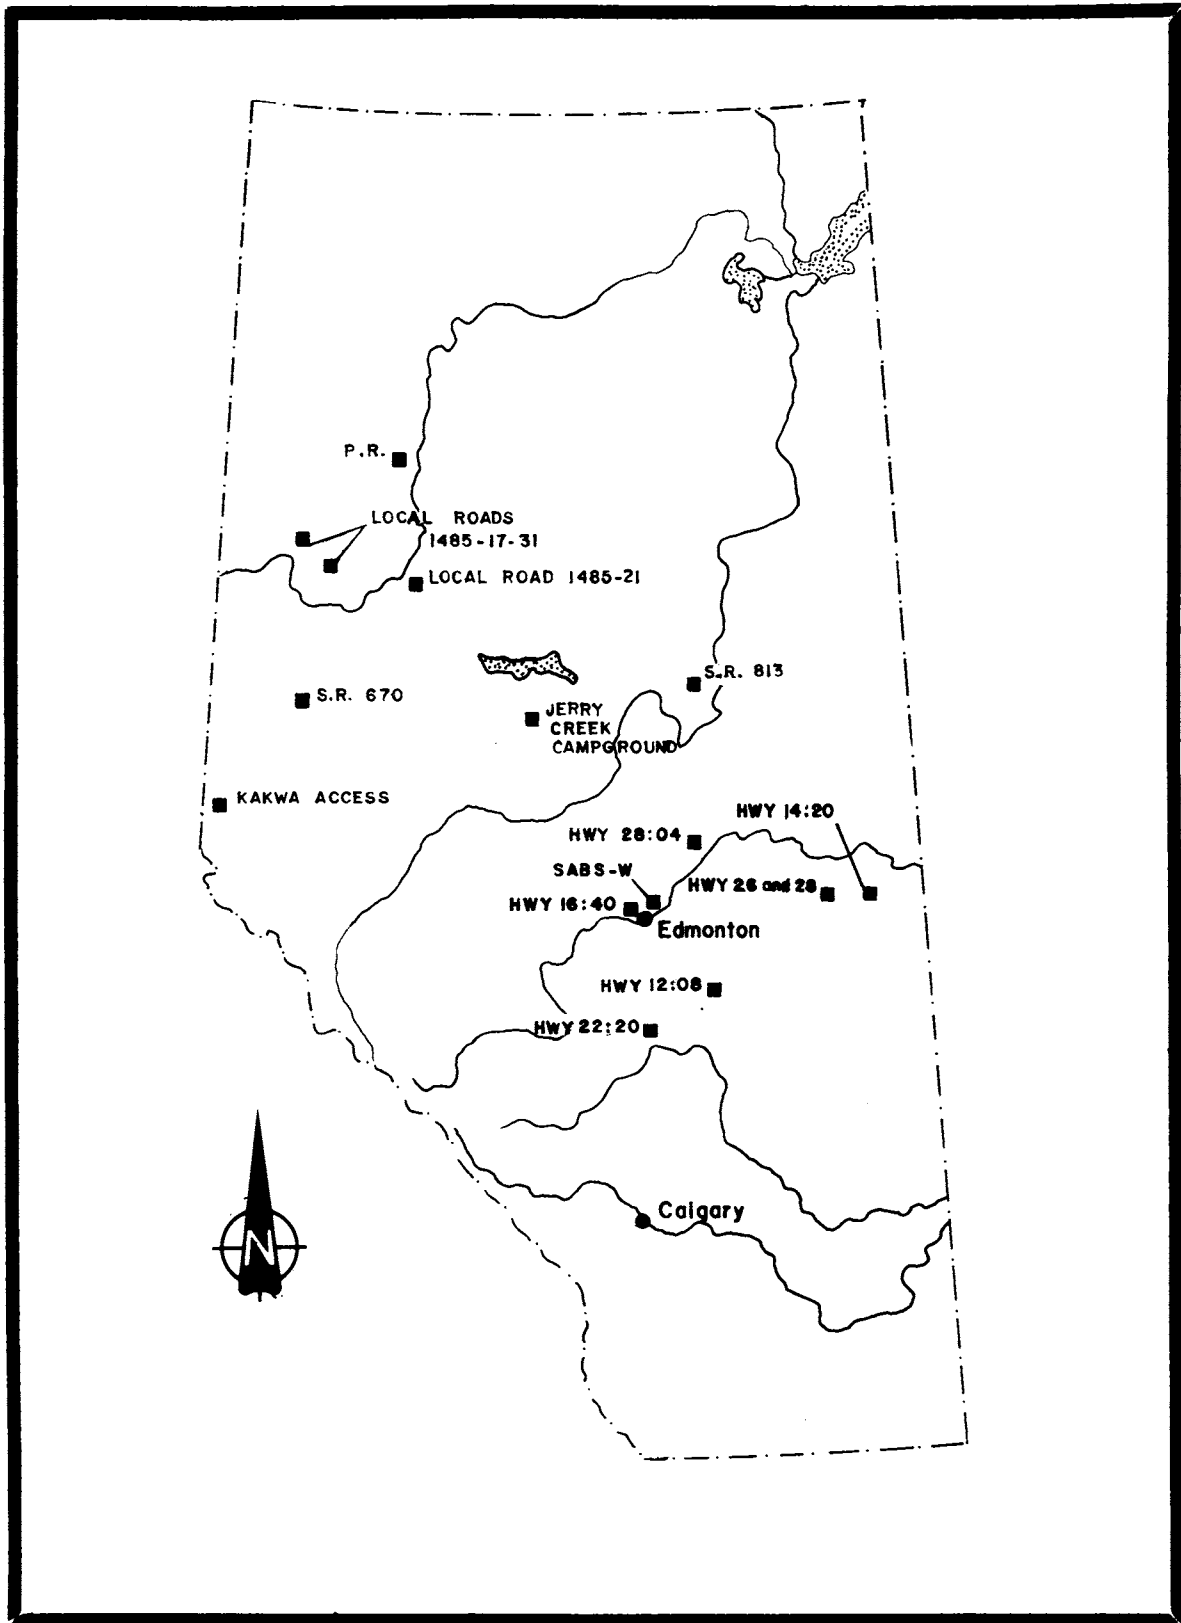 P.R.
LOCAL ROADS
1485-17-31
LOCAL ROAD 1485-21
S.R. 813
S.R. 670
JERRY
CREEK
CAMPGROUND
KAKWA ACCESS
HWY 14:20
HWY 28:04
SABS-W
HWY 26 and 28
HWY 16:40
Edmonton
HWY 12:08
HWY 22:20
Calgary
N